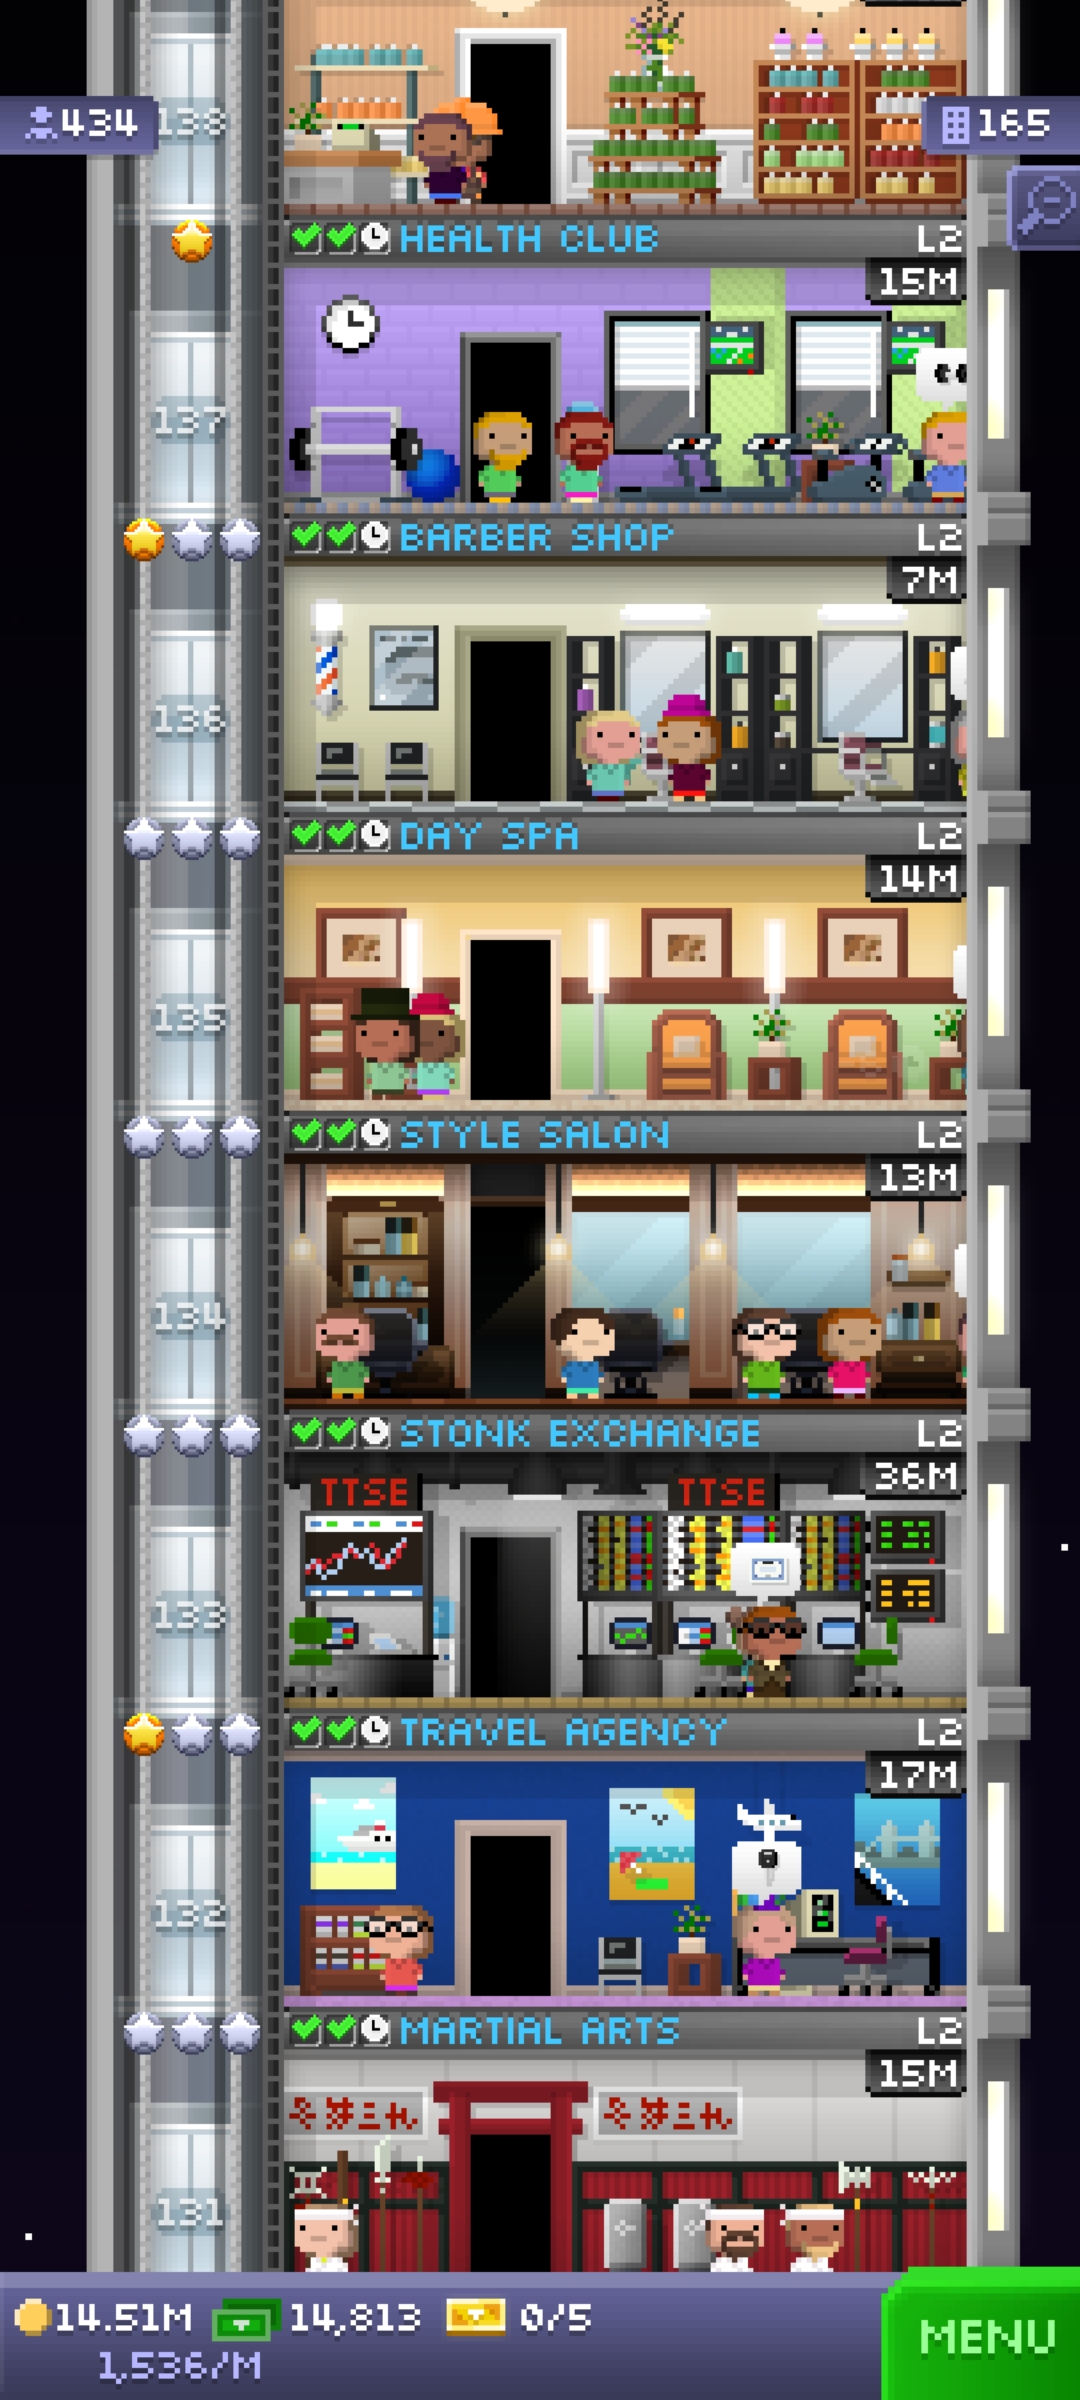 434
138
165
HEALTH CLUB L2
15M
137
BARBER SHOP L2
7M
136
DAY SPA L2
14M
135
STYLE SALON L2
13M
134
STONK EXCHANGE L2
36M
TTSE TTSE
133
TRAVEL AGENCY L2
17M
132
MARTIAL ARTS L2
15M
131
14.51M 14,813 0/5
1,536/M
MENU